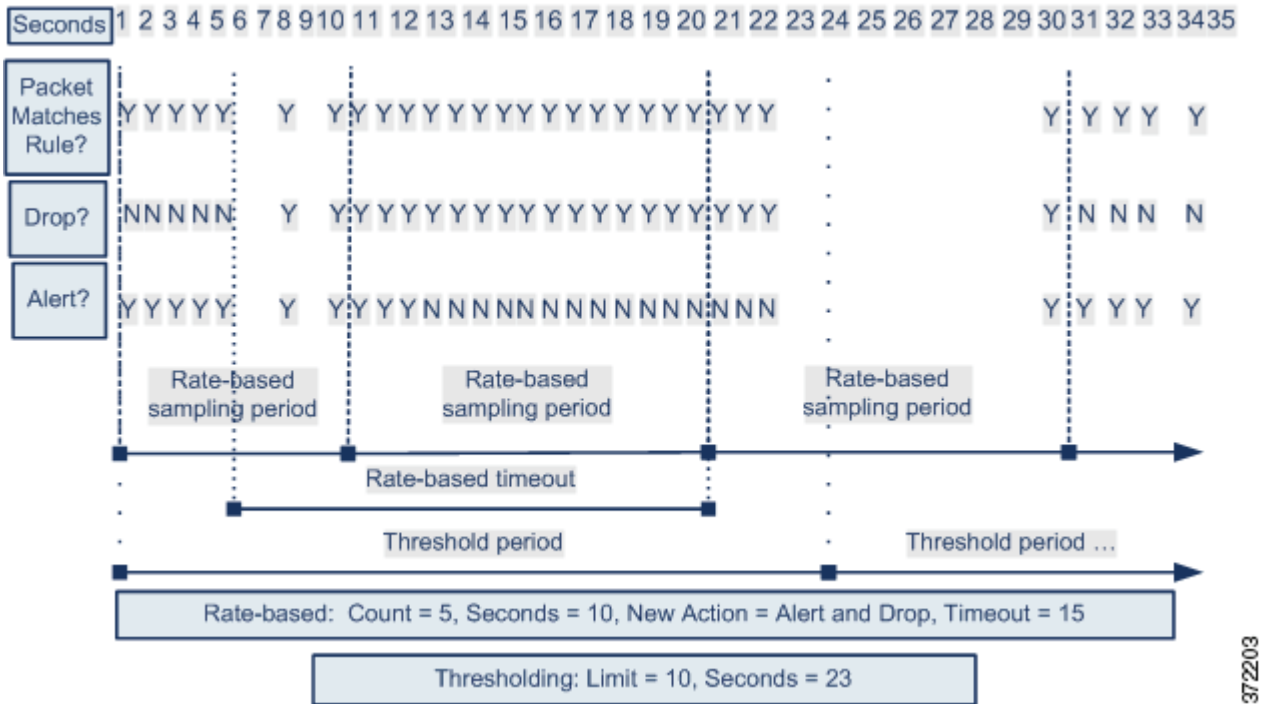 Seconds 1 2 3 4 5 6 7 8 9 10 11 12 13 14 15 16 17 18 19 20 21 22 23 24 25 26 27 28 29 30 31 32 33 34 35
Packet
Matches
Rule?
Y Y Y Y Y Y Y Y Y Y Y Y Y Y Y Y Y Y Y Y Y Y Y Y Y Y Y Y Y Y
Drop?
N N N N N Y Y Y Y Y Y Y Y Y Y Y Y Y Y Y Y Y Y Y Y Y N N N N
Alert?
Y Y Y Y Y Y Y Y Y Y N N N N N N N N N N N N N N N Y Y Y Y Y
Rate-based
sampling period
Rate-based
sampling period
Rate-based
sampling period
Rate-based timeout
Threshold period
Threshold period ...
Rate-based: Count = 5, Seconds = 10, New Action = Alert and Drop, Timeout = 15
Thresholding: Limit = 10, Seconds = 23
372203